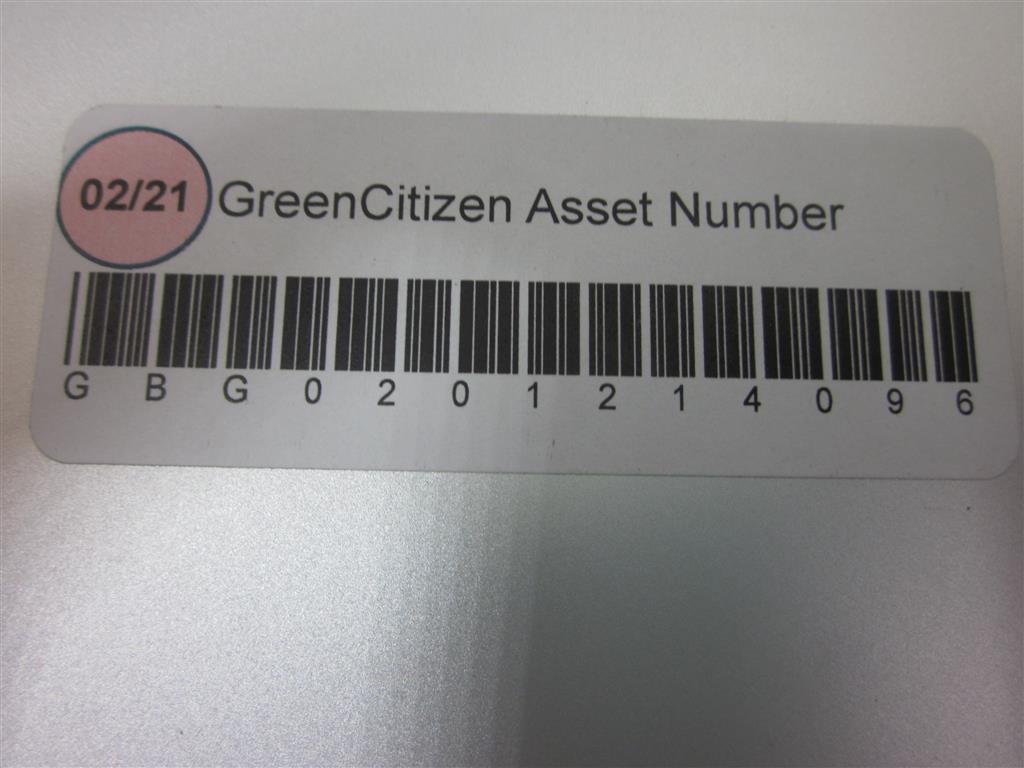 02/21 GreenCitizen Asset Number
G B G 0 2 0 1 2 1 4 0 9 6